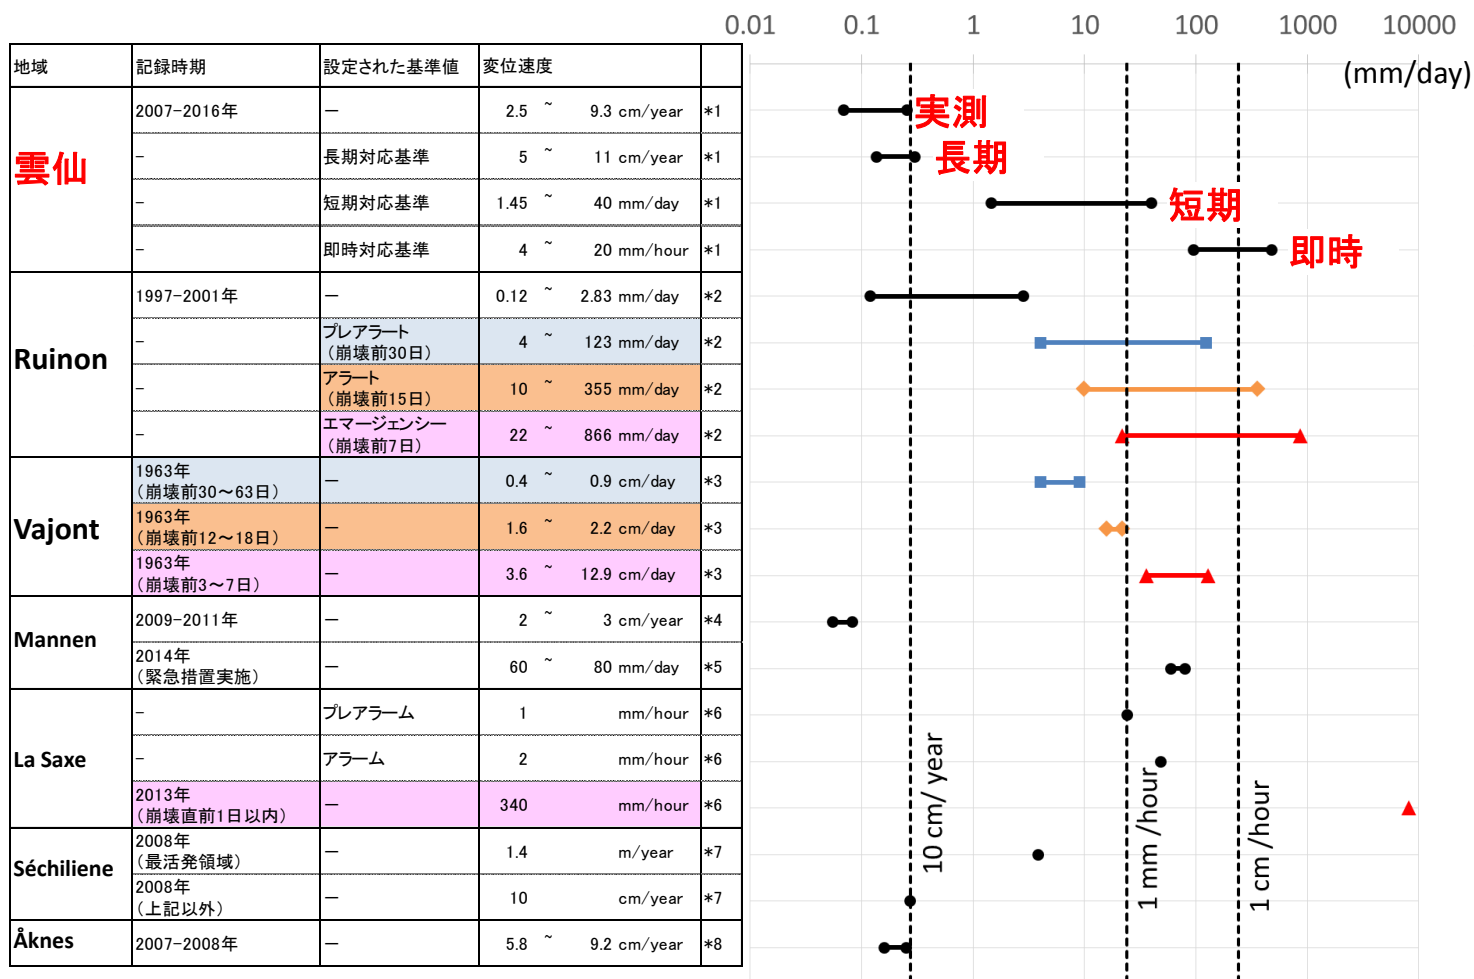 0.01 0.1 1 10 100 1000 10000
(mm/day)
地域 記録時期 設定された基準値 変位速度
雲仙
2007-2016年 — 2.5 ~ 9.3 cm/year *1
- 長期対応基準 5 ~ 11 cm/year *1
- 短期対応基準 1.45 ~ 40 mm/day *1
- 即時対応基準 4 ~ 20 mm/hour *1
Ruinon
1997-2001年 — 0.12 ~ 2.83 mm/day *2
- プレアラート
(崩壊前30日) 4 ~ 123 mm/day *2
- アラート
(崩壊前15日) 10 ~ 355 mm/day *2
- エマージェンシー
(崩壊前7日) 22 ~ 866 mm/day *2
Vajont
1963年
(崩壊前30～63日) — 0.4 ~ 0.9 cm/day *3
1963年
(崩壊前12～18日) — 1.6 ~ 2.2 cm/day *3
1963年
(崩壊前3～7日) — 3.6 ~ 12.9 cm/day *3
Mannen
2009-2011年 — 2 ~ 3 cm/year *4
2014年
(緊急措置実施) — 60 ~ 80 mm/day *5
La Saxe
- プレアラーム 1 mm/hour *6
- アラーム 2 mm/hour *6
2013年
(崩壊直前1日以内) — 340 mm/hour *6
Séchiliene
2008年
(最活発領域) — 1.4 m/year *7
2008年
(上記以外) — 10 cm/year *7
Åknes
2007-2008年 — 5.8 ~ 9.2 cm/year *8
実測
長期
短期
即時
10 cm/ year
1 mm /hour
1 cm /hour